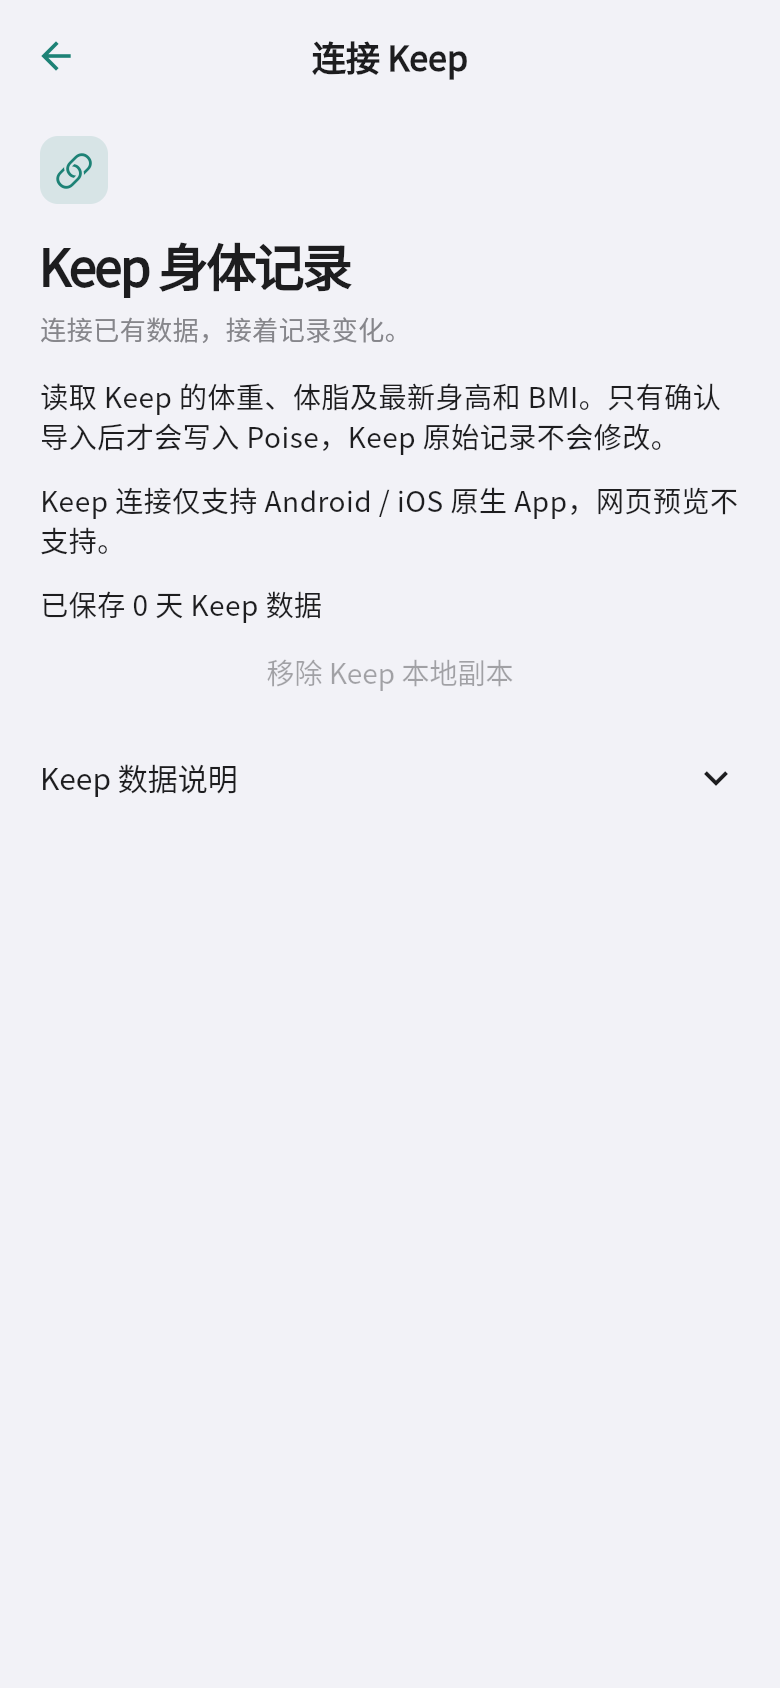 连接 Keep
Keep 身体记录
连接已有数据，接着记录变化。
读取 Keep 的体重、体脂及最新身高和 BMI。只有确认
导入后才会写入 Poise，Keep 原始记录不会修改。
Keep 连接仅支持 Android / iOS 原生 App，网页预览不
支持。
已保存 0 天 Keep 数据
移除 Keep 本地副本
Keep 数据说明